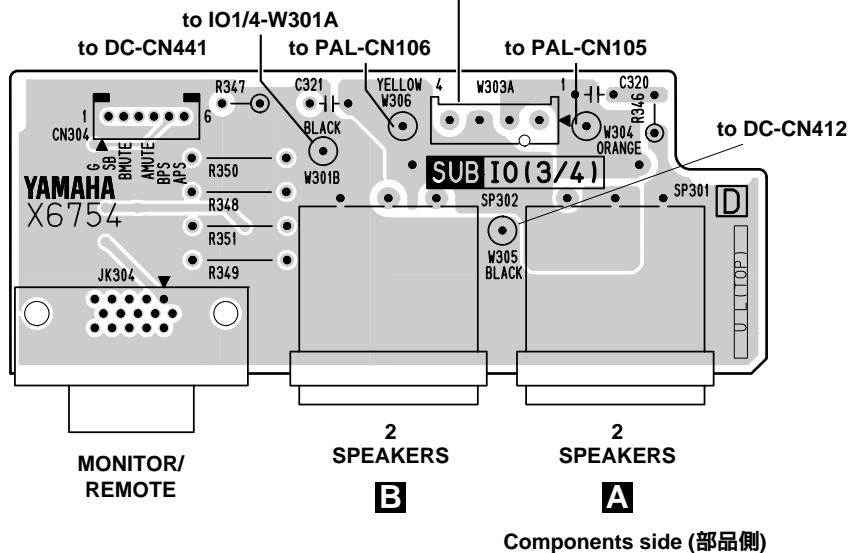 to IO1/4-W301A
to DC-CN441
to PAL-CN106
to PAL-CN105
to DC-CN412
R347
C321
YELLOW
W306
4
W303A
1
C320
R346
1
6
CN304
BLACK
W301B
W304
ORANGE
G
SB
BMUTE
AMUTE
BPS
APS
R350
SUB IO(3/4)
YAMAHA
X6754
R348
SP302
SP301
D
R351
W305
BLACK
R349
JK304
UL(TOP)
MONITOR/
REMOTE
2
SPEAKERS
B
2
SPEAKERS
A
Components side (部品側)